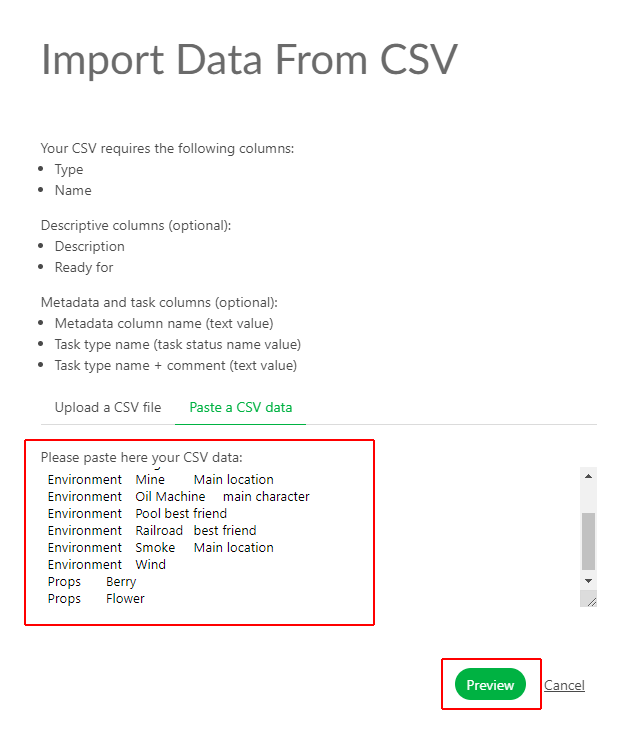 Import Data From CSV
Your CSV requires the following columns:
Type
Name
Descriptive columns (optional):
Description
Ready for
Metadata and task columns (optional):
Metadata column name (text value)
Task type name (task status name value)
Task type name + comment (text value)
Upload a CSV file Paste a CSV data
Please paste here your CSV data:
Environment Mine Main location
Environment Oil Machine main character
Environment Pool best friend
Environment Railroad best friend
Environment Smoke Main location
Environment Wind
Props Berry
Props Flower
Preview Cancel